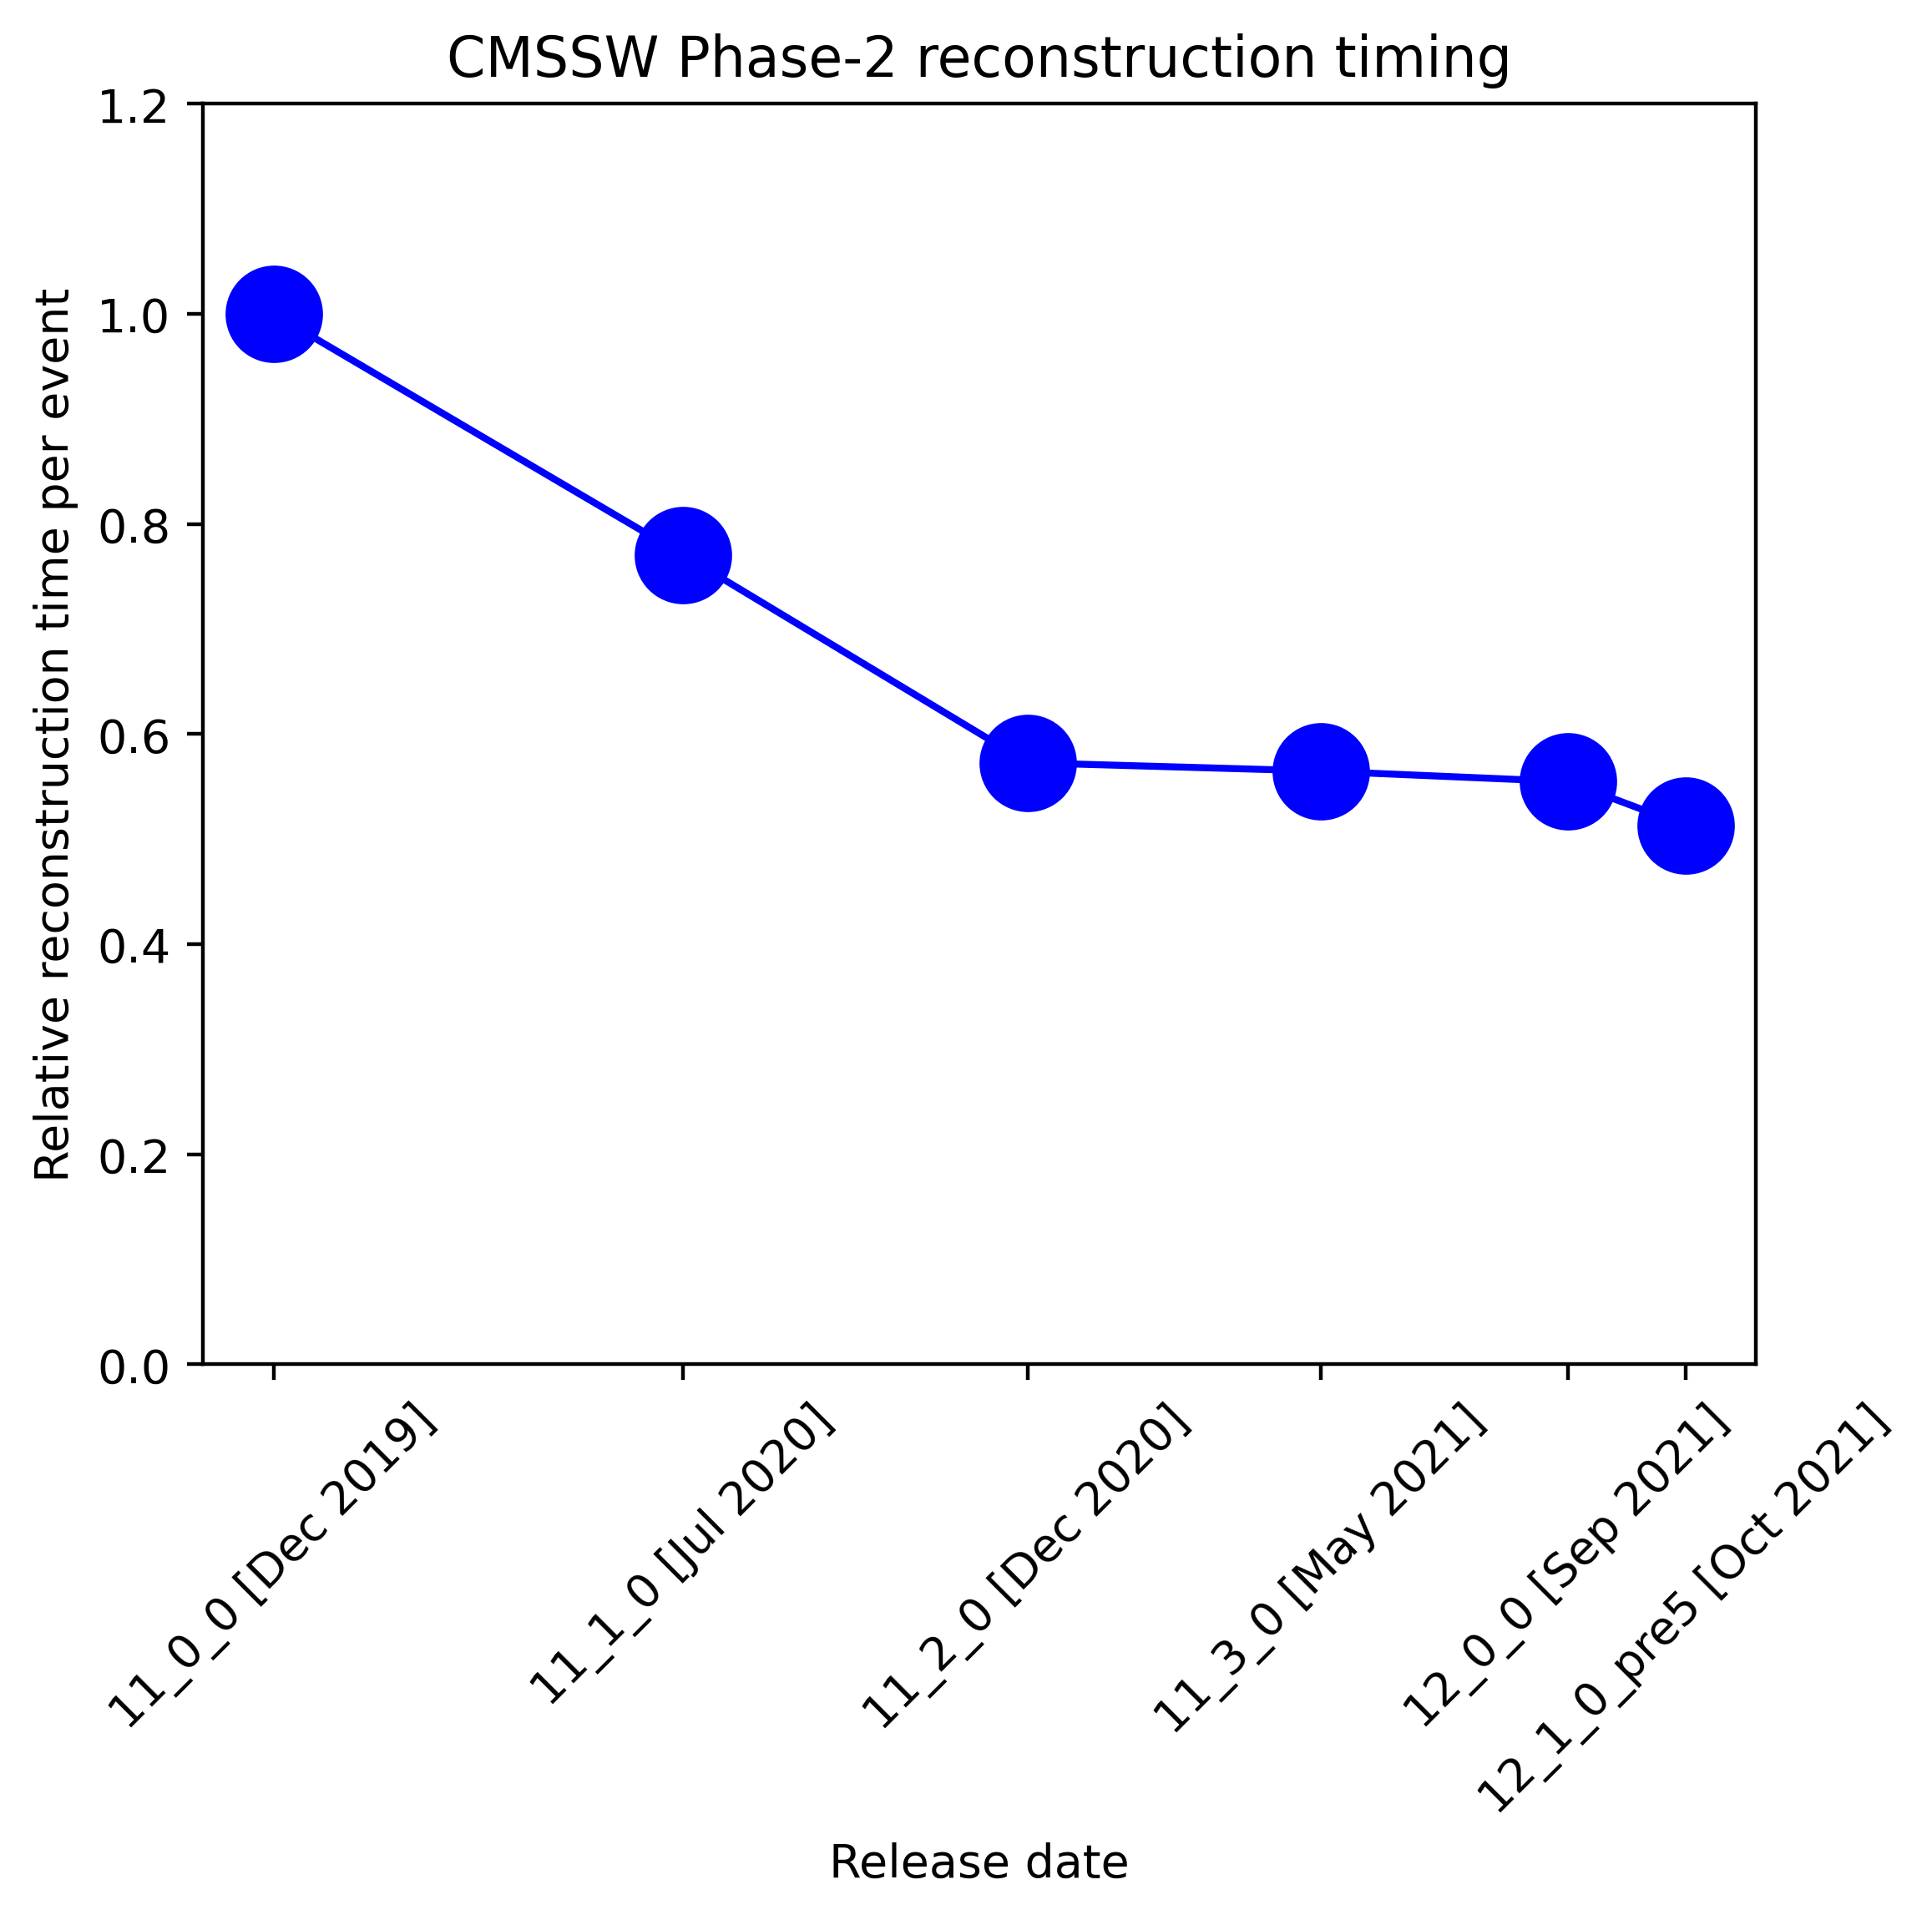 CMSSW Phase-2 reconstruction timing
Relative reconstruction time per event
1.2
1.0
0.8
0.6
0.4
0.2
0.0
11_0_0 [Dec 2019]
11_1_0 [Jul 2020]
11_2_0 [Dec 2020]
11_3_0 [May 2021]
12_0_0 [Sep 2021]
12_1_0_pre5 [Oct 2021]
Release date